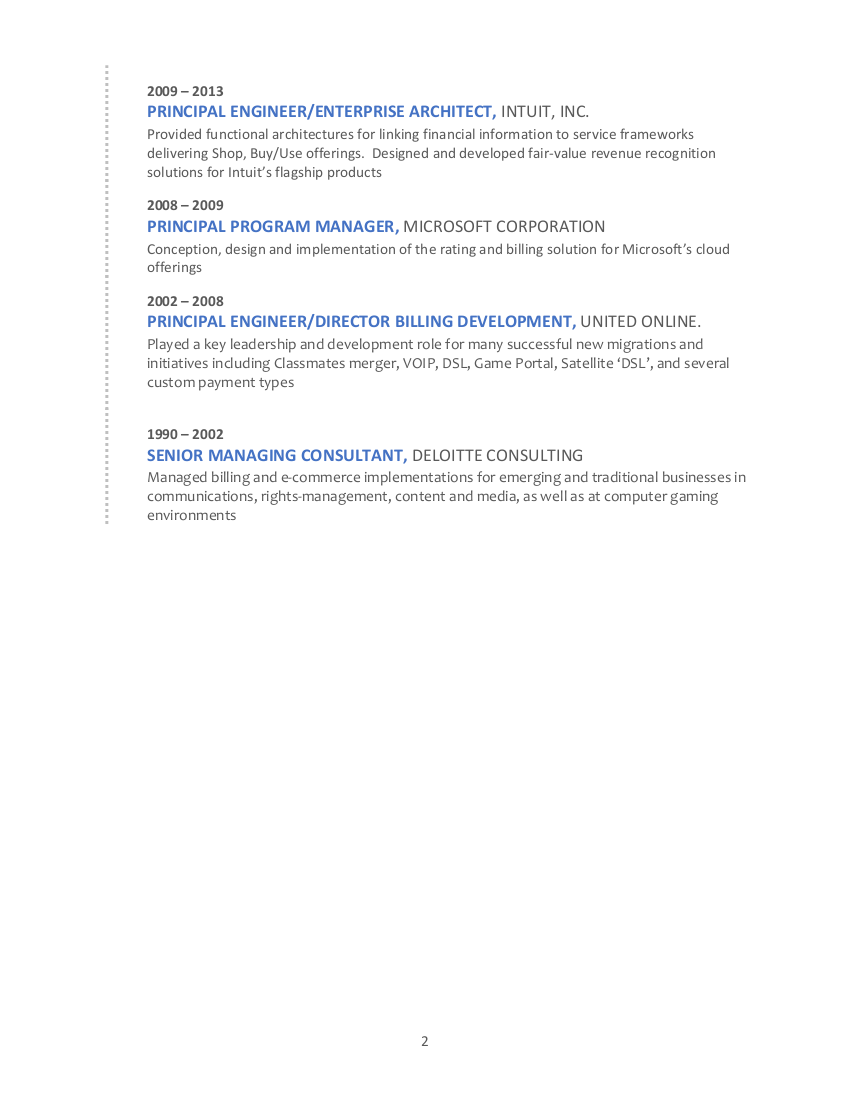 2009 – 2013
PRINCIPAL ENGINEER/ENTERPRISE ARCHITECT, INTUIT, INC.
Provided functional architectures for linking financial information to service frameworks
delivering Shop, Buy/Use offerings.  Designed and developed fair-value revenue recognition
solutions for Intuit’s flagship products
2008 – 2009
PRINCIPAL PROGRAM MANAGER, MICROSOFT CORPORATION
Conception, design and implementation of the rating and billing solution for Microsoft’s cloud
offerings
2002 – 2008
PRINCIPAL ENGINEER/DIRECTOR BILLING DEVELOPMENT, UNITED ONLINE.
Played a key leadership and development role for many successful new migrations and
initiatives including Classmates merger, VOIP, DSL, Game Portal, Satellite ‘DSL’, and several
custom payment types
1990 – 2002
SENIOR MANAGING CONSULTANT, DELOITTE CONSULTING
Managed billing and e-commerce implementations for emerging and traditional businesses in
communications, rights-management, content and media, as well as at computer gaming
environments
2